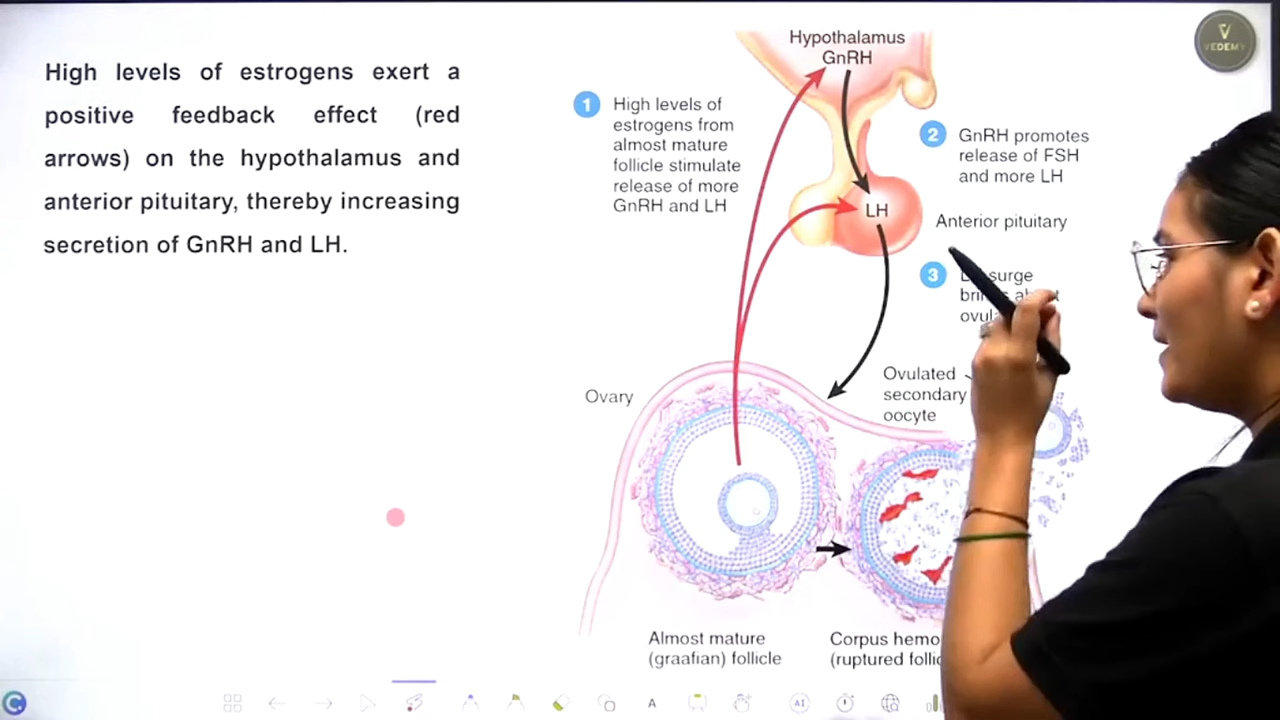 High levels of estrogens exert a
positive feedback effect (red
arrows) on the hypothalamus and
anterior pituitary, thereby increasing
secretion of GnRH and LH.
Hypothalamus
GnRH
1
High levels of
estrogens from
almost mature
follicle stimulate
release of more
GnRH and LH
2
GnRH promotes
release of FSH
and more LH
LH
Anterior pituitary
3
surge
Ovary
Ovulated
secondary
oocyte
Almost mature
(graafian) follicle
Corpus
(ruptured
VEDEMY
A
AI